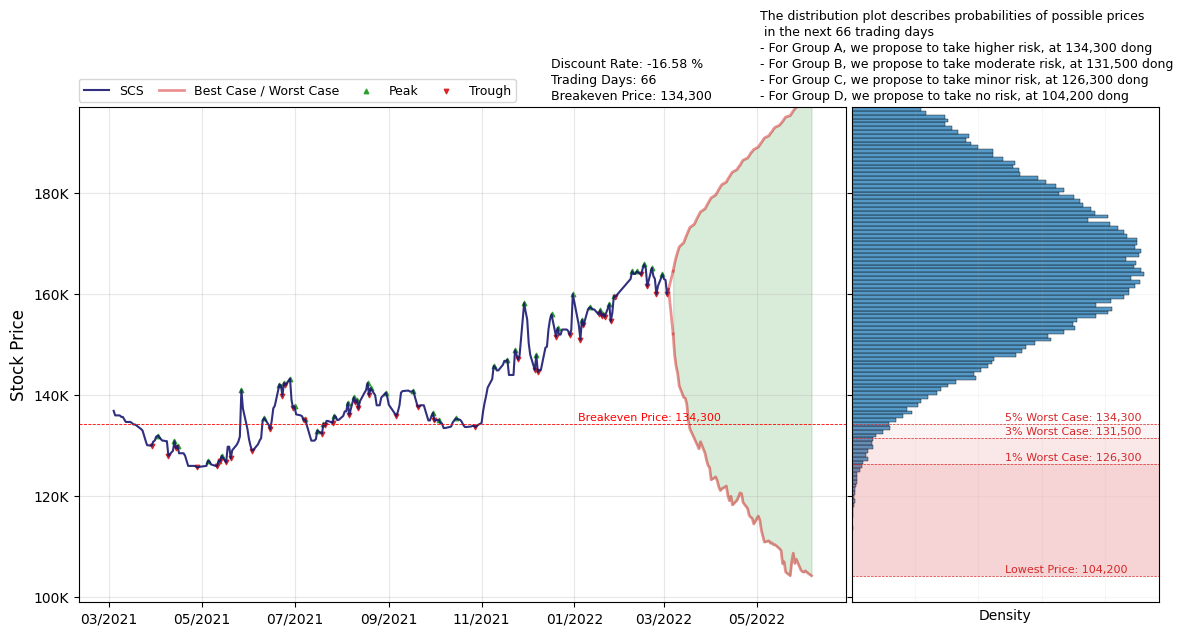 The distribution plot describes probabilities of possible prices
in the next 66 trading days
- For Group A, we propose to take higher risk, at 134,300 dong
- For Group B, we propose to take moderate risk, at 131,500 dong
- For Group C, we propose to take minor risk, at 126,300 dong
- For Group D, we propose to take no risk, at 104,200 dong
Discount Rate: -16.58 %
Trading Days: 66
Breakeven Price: 134,300
SCS
Best Case / Worst Case
Peak
Trough
Stock Price
180K
160K
140K
120K
100K
Breakeven Price: 134,300
03/2021
05/2021
07/2021
09/2021
11/2021
01/2022
03/2022
05/2022
5% Worst Case: 134,300
3% Worst Case: 131,500
1% Worst Case: 126,300
Lowest Price: 104,200
Density